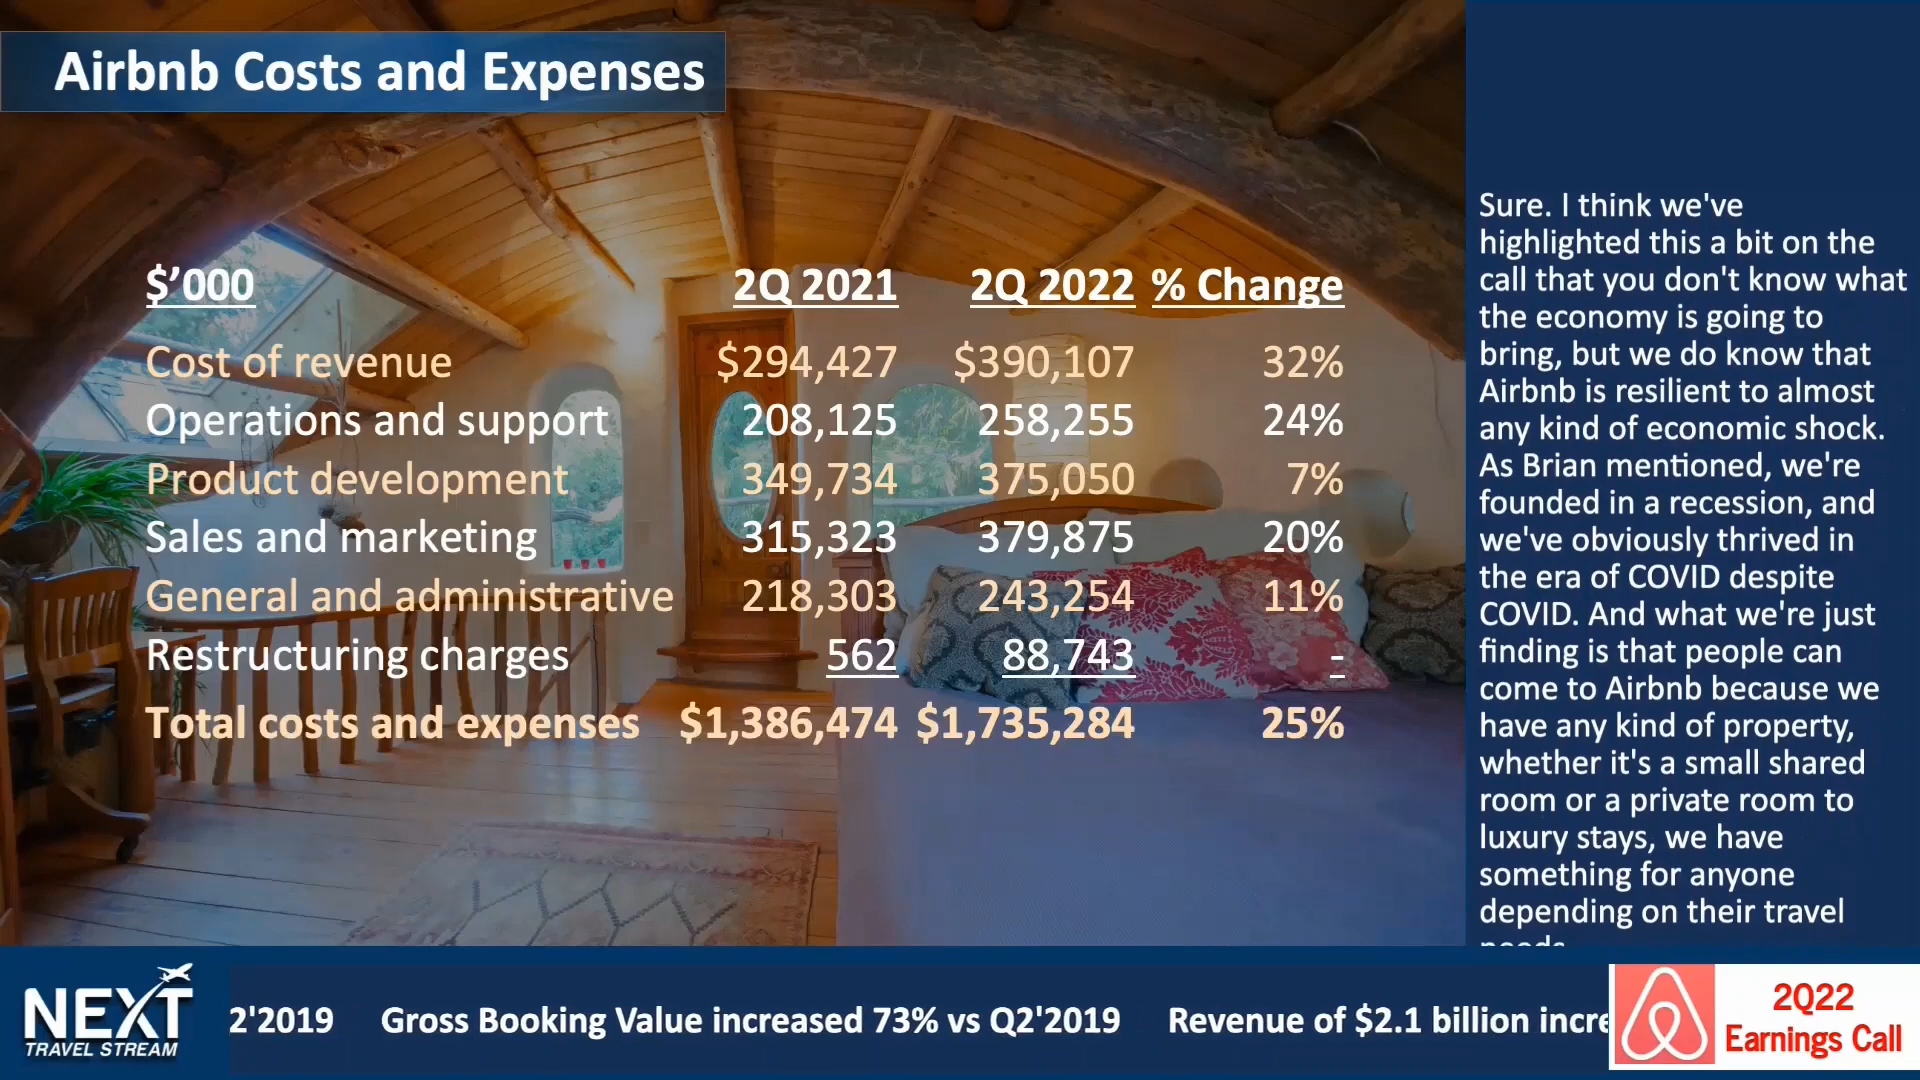 Airbnb Costs and Expenses
$’000 2Q 2021 2Q 2022 % Change
Cost of revenue $294,427 $390,107 32%
Operations and support 208,125 258,255 24%
Product development 349,734 375,050 7%
Sales and marketing 315,323 379,875 20%
General and administrative 218,303 243,254 11%
Restructuring charges 562 88,743 -
Total costs and expenses $1,386,474 $1,735,284 25%
Sure. I think we've
highlighted this a bit on the
call that you don't know what
the economy is going to
bring, but we do know that
Airbnb is resilient to almost
any kind of economic shock.
As Brian mentioned, we're
founded in a recession, and
we've obviously thrived in
the era of COVID despite
COVID. And what we're just
finding is that people can
come to Airbnb because we
have any kind of property,
whether it's a small shared
room or a private room to
luxury stays, we have
something for anyone
depending on their travel
NEXT
TRAVEL STREAM
2'2019 Gross Booking Value increased 73% vs Q2'2019 Revenue of $2.1 billion incre
2Q22
Earnings Call